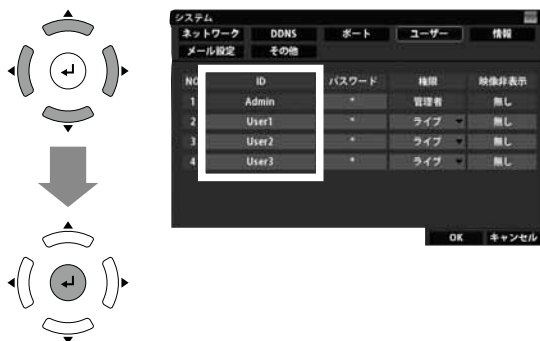 システム
ネットワーク DDNS ポート ユーザー 情報
メール設定 その他
NO ID パスワード 権限 映像非表示
1 Admin * 管理者 無し
2 User1 * ライブ 無し
3 User2 * ライブ 無し
4 User3 * ライブ 無し
OK キャンセル